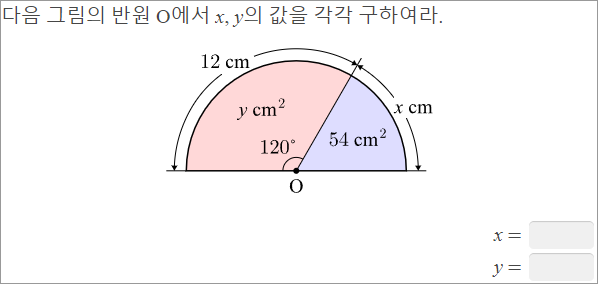 다음 그림의 반원 O에서 x, y의 값을 각각 구하여라.
12 cm
y cm²
x cm
120°
54 cm²
O
x =
y =